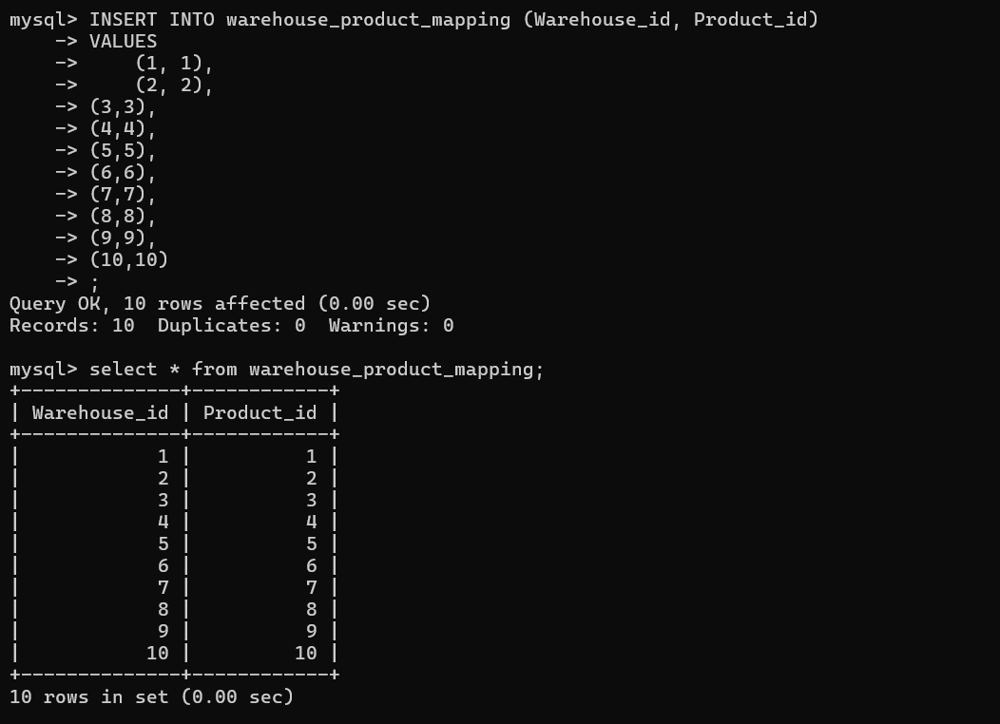 mysql> INSERT INTO warehouse_product_mapping (Warehouse_id, Product_id)
    -> VALUES
    ->     (1, 1),
    ->     (2, 2),
    -> (3,3),
    -> (4,4),
    -> (5,5),
    -> (6,6),
    -> (7,7),
    -> (8,8),
    -> (9,9),
    -> (10,10)
    -> ;
Query OK, 10 rows affected (0.00 sec)
Records: 10  Duplicates: 0  Warnings: 0

mysql> select * from warehouse_product_mapping;
+--------------+------------+
| Warehouse_id | Product_id |
+--------------+------------+
|            1 |          1 |
|            2 |          2 |
|            3 |          3 |
|            4 |          4 |
|            5 |          5 |
|            6 |          6 |
|            7 |          7 |
|            8 |          8 |
|            9 |          9 |
|           10 |         10 |
+--------------+------------+
10 rows in set (0.00 sec)